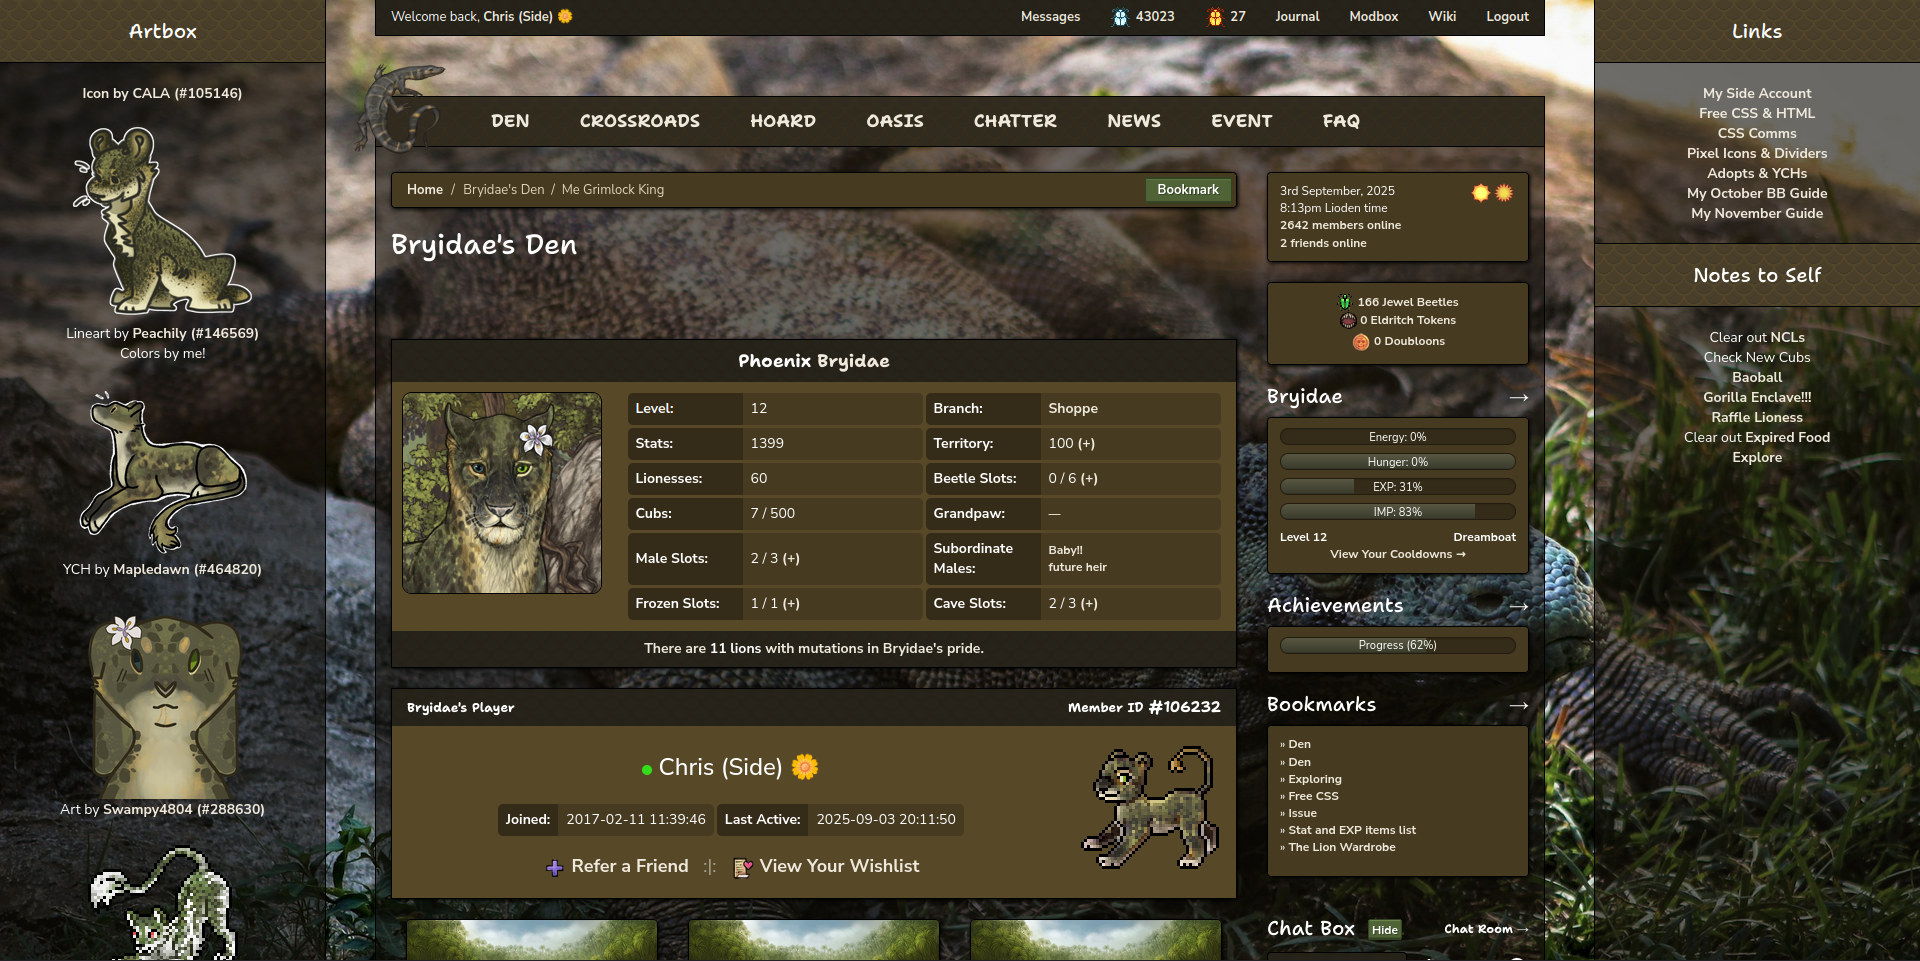 Artbox
Icon by CALA (#105146)
Lineart by Peachily (#146569)
Colors by me!
YCH by Mapledawn (#464820)
Art by Swampy4804 (#288630)
Welcome back, Chris (Side)
Messages
43023
27
Journal
Modbox
Wiki
Logout
DEN
CROSSROADS
HOARD
OASIS
CHATTER
NEWS
EVENT
FAQ
Home / Bryidae's Den / Me Grimlock King
Bookmark
Bryidae's Den
Phoenix Bryidae
Level: 12
Branch: Shoppe
Stats: 1399
Territory: 100 (+)
Lionesses: 60
Beetle Slots: 0 / 6 (+)
Cubs: 7 / 500
Grandpaw: —
Male Slots: 2 / 3 (+)
Subordinate
Males:
Baby!!
future heir
Frozen Slots: 1 / 1 (+)
Cave Slots: 2 / 3 (+)
There are 11 lions with mutations in Bryidae's pride.
Bryidae's Player
Member ID #106232
Chris (Side)
Joined: 2017-02-11 11:39:46
Last Active: 2025-09-03 20:11:50
Refer a Friend :|: View Your Wishlist
3rd September, 2025
8:13pm Lioden time
2642 members online
2 friends online
166 Jewel Beetles
0 Eldritch Tokens
0 Doubloons
Bryidae →
Energy: 0%
Hunger: 0%
EXP: 31%
IMP: 83%
Level 12
Dreamboat
View Your Cooldowns →
Achievements →
Progress (62%)
Bookmarks →
» Den
» Den
» Exploring
» Free CSS
» Issue
» Stat and EXP items list
» The Lion Wardrobe
Chat Box
Hide
Chat Room →
Links
My Side Account
Free CSS & HTML
CSS Comms
Pixel Icons & Dividers
Adopts & YCHs
My October BB Guide
My November Guide
Notes to Self
Clear out NCLs
Check New Cubs
Baoball
Gorilla Enclave!!!
Raffle Lioness
Clear out Expired Food
Explore